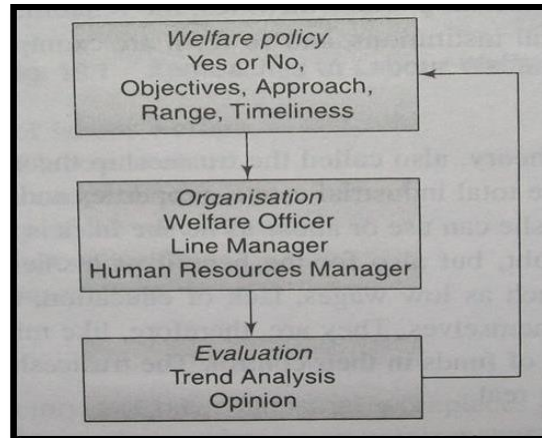 Welfare policy
Yes or No,
Objectives, Approach,
Range, Timeliness
Organisation
Welfare Officer
Line Manager
Human Resources Manager
Evaluation
Trend Analysis
Opinion